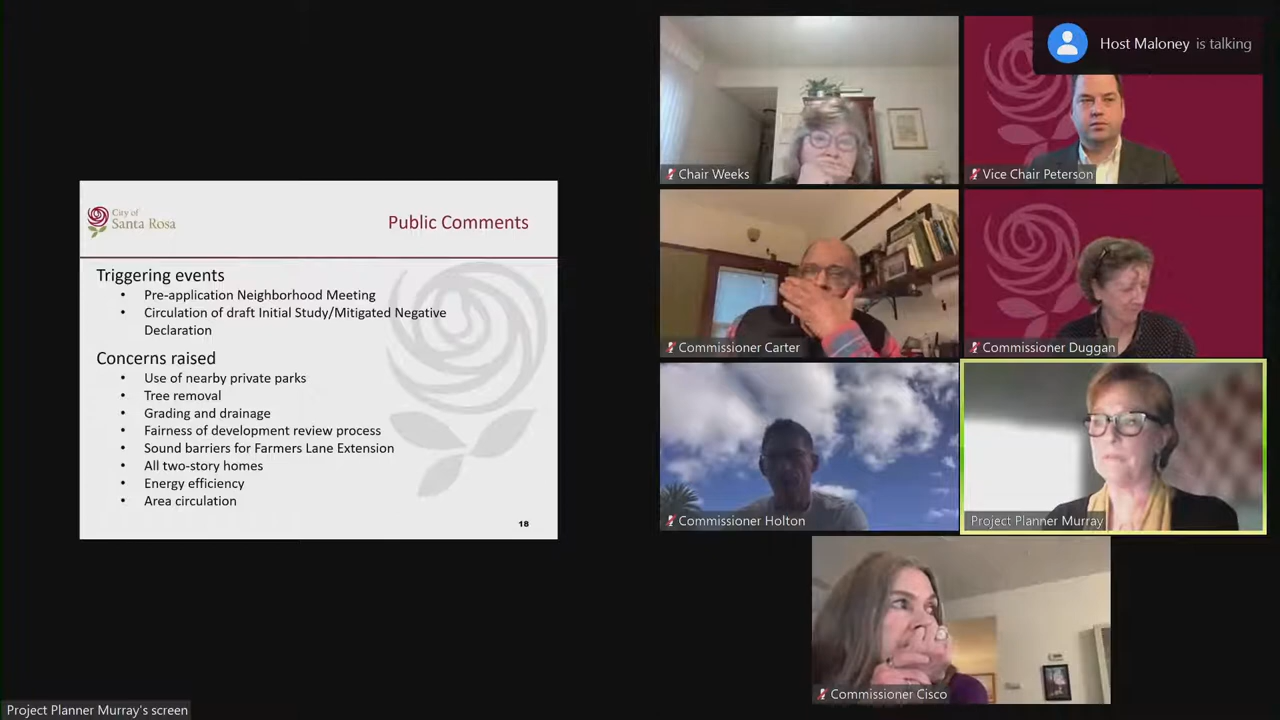 City of
Santa Rosa
Public Comments
Triggering events
• Pre-application Neighborhood Meeting
• Circulation of draft Initial Study/Mitigated Negative
Declaration
Concerns raised
• Use of nearby private parks
• Tree removal
• Grading and drainage
• Fairness of development review process
• Sound barriers for Farmers Lane Extension
• All two-story homes
• Energy efficiency
• Area circulation
18
Host Maloney is talking
Chair Weeks
Vice Chair Peterson
Commissioner Carter
Commissioner Duggan
Commissioner Holton
Project Planner Murray
Commissioner Cisco
Project Planner Murray's screen